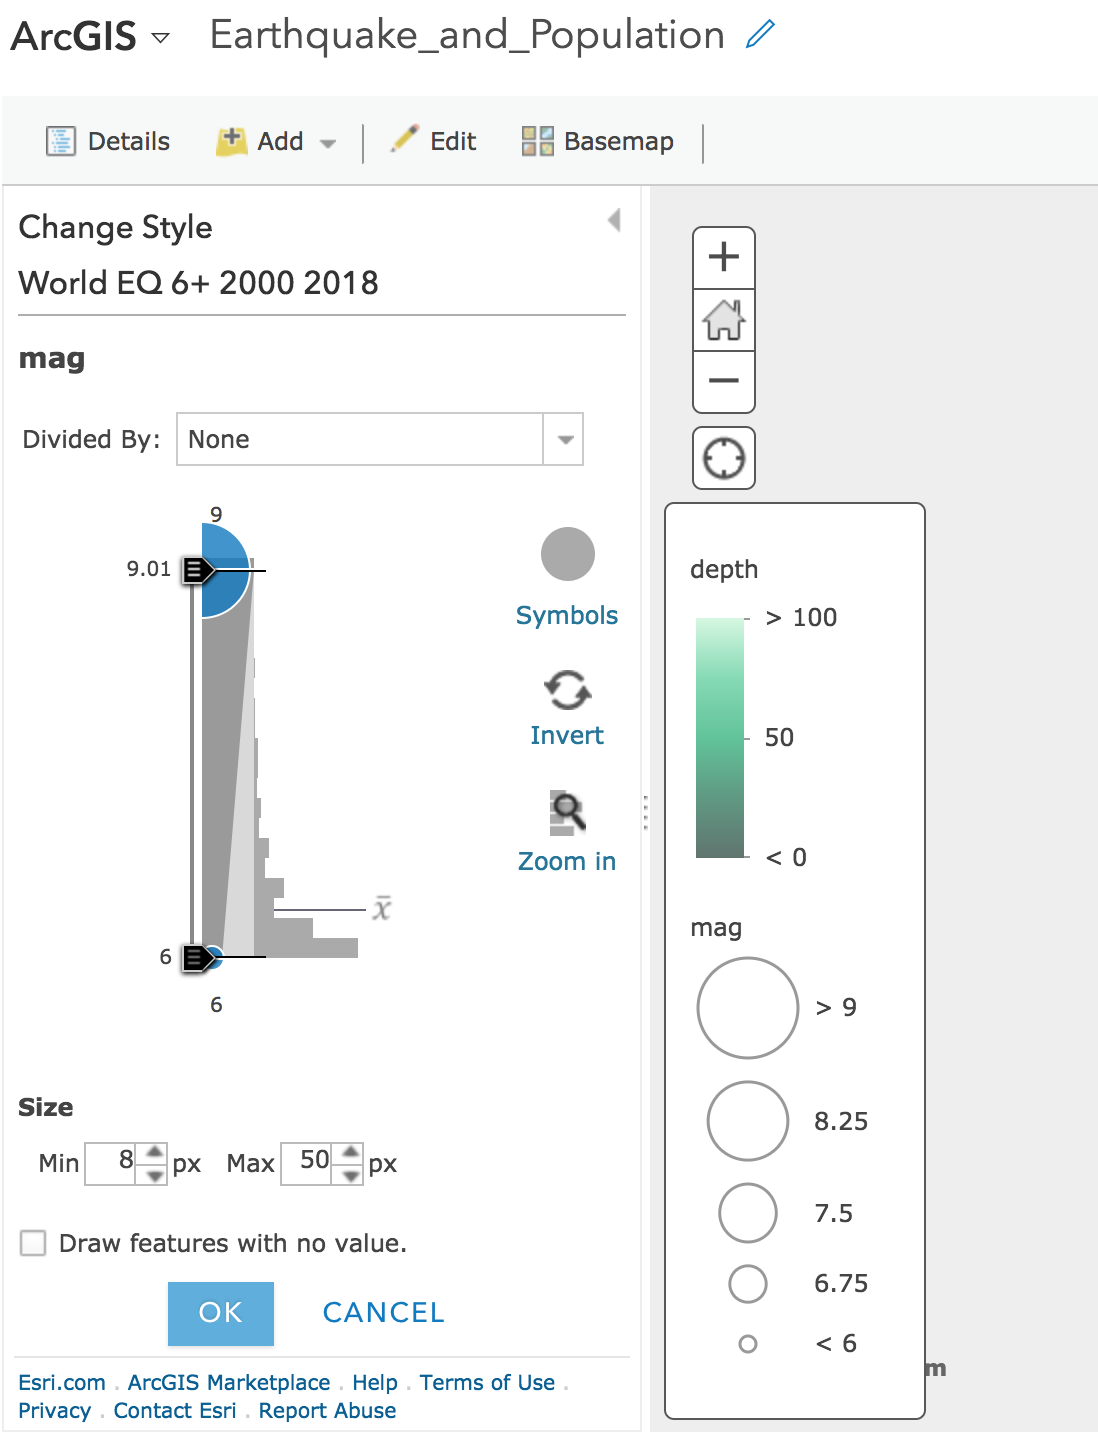 ArcGIS Earthquake_and_Population
Details Add Edit Basemap
Change Style
World EQ 6+ 2000 2018
mag
Divided By: None
9
9.01
6
6
x̄
Symbols
Invert
Zoom in
Size
Min 8 px Max 50 px
Draw features with no value.
OK CANCEL
Esri.com . ArcGIS Marketplace . Help . Terms of Use .
Privacy . Contact Esri . Report Abuse
depth
> 100
50
< 0
mag
> 9
8.25
7.5
6.75
< 6
m